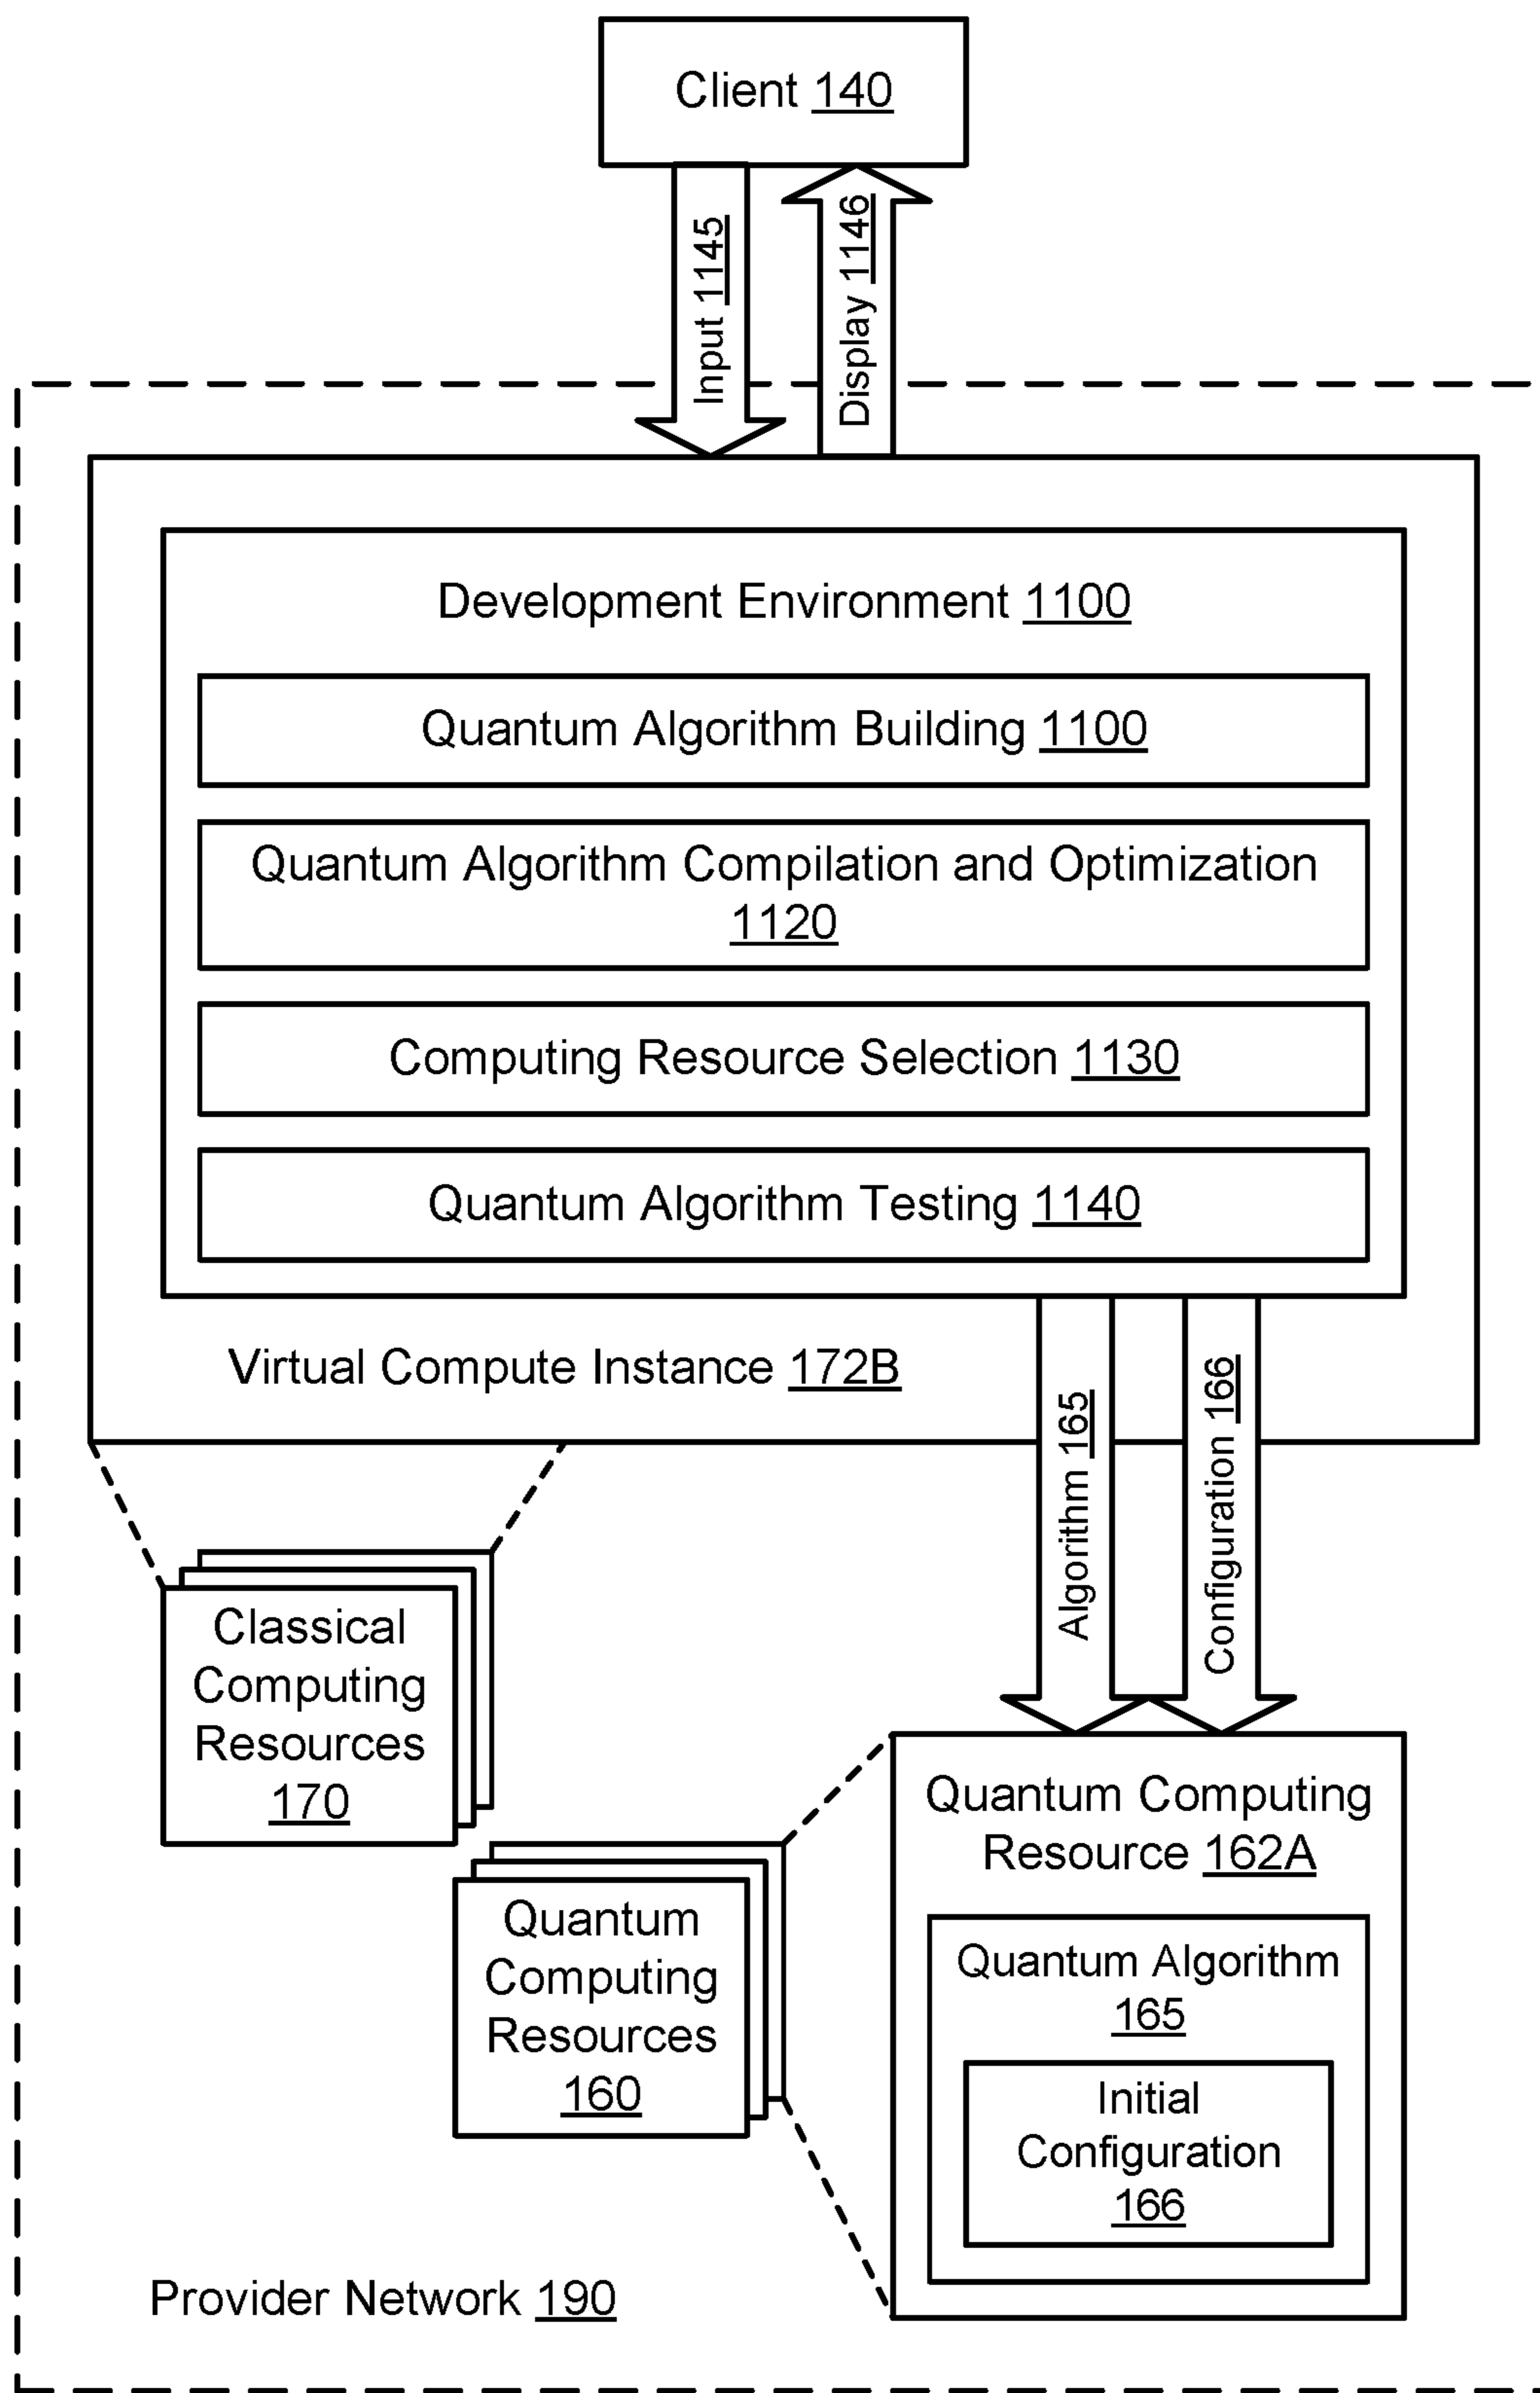 Client 140
Input 1145
Display 1146
Development Environment 1100
Quantum Algorithm Building 1100
Quantum Algorithm Compilation and Optimization
1120
Computing Resource Selection 1130
Quantum Algorithm Testing 1140
Virtual Compute Instance 172B
Algorithm 165
Configuration 166
Classical
Computing
Resources
170
Quantum
Computing
Resources
160
Quantum Computing
Resource 162A
Quantum Algorithm
165
Initial
Configuration
166
Provider Network 190